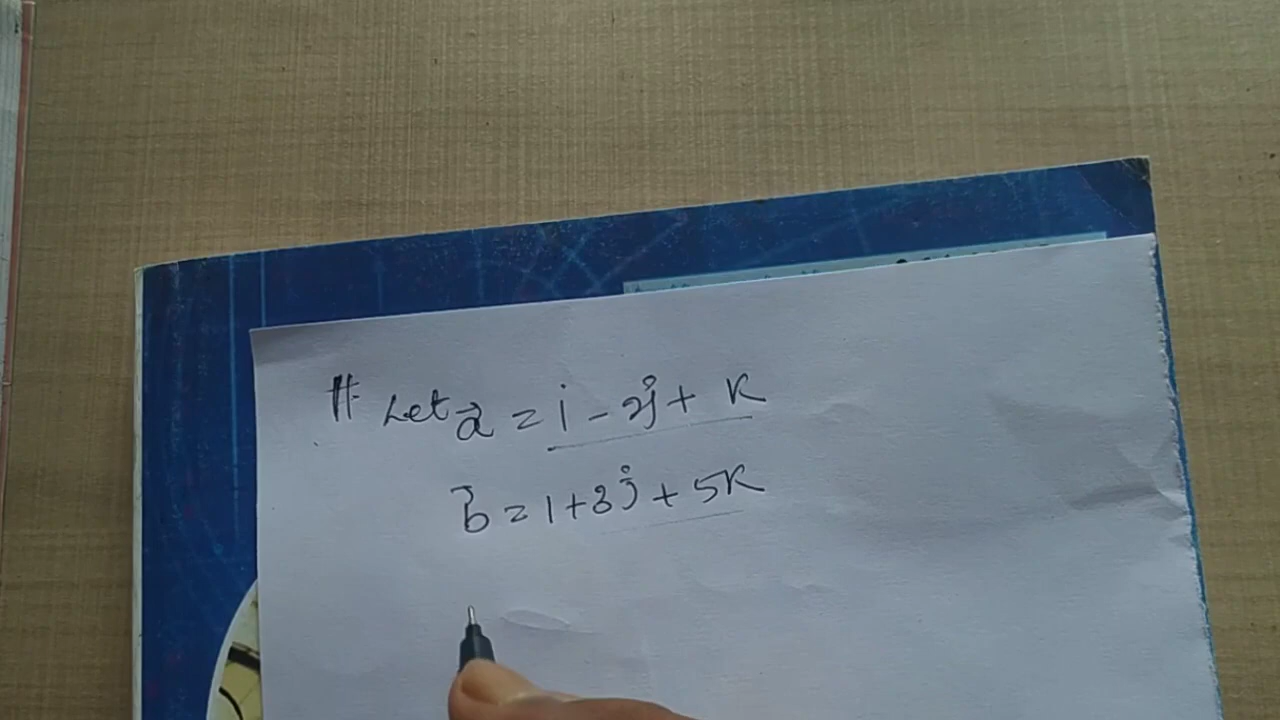 # Let a⃗ = i - 2j + k
b⃗ = i + 3j + 5k